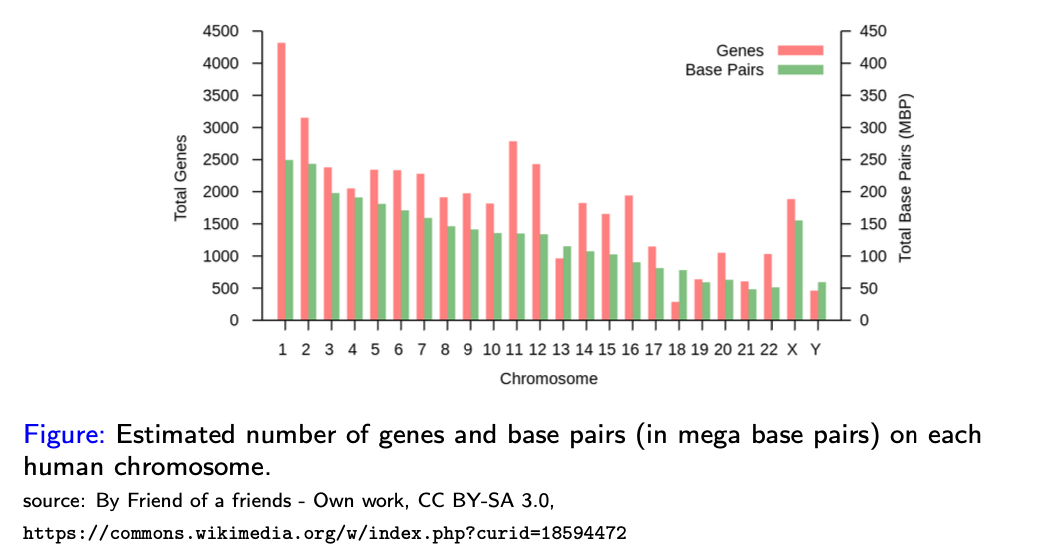 4500
4000
3500
3000
2500
2000
1500
1000
500
0
Total Genes
450
400
350
300
250
200
150
100
50
0
Total Base Pairs (MBP)
Genes
Base Pairs
1 2 3 4 5 6 7 8 9 10 11 12 13 14 15 16 17 18 19 20 21 22 X Y
Chromosome
Figure: Estimated number of genes and base pairs (in mega base pairs) on each
human chromosome.
source: By Friend of a friends - Own work, CC BY-SA 3.0,
https://commons.wikimedia.org/w/index.php?curid=18594472